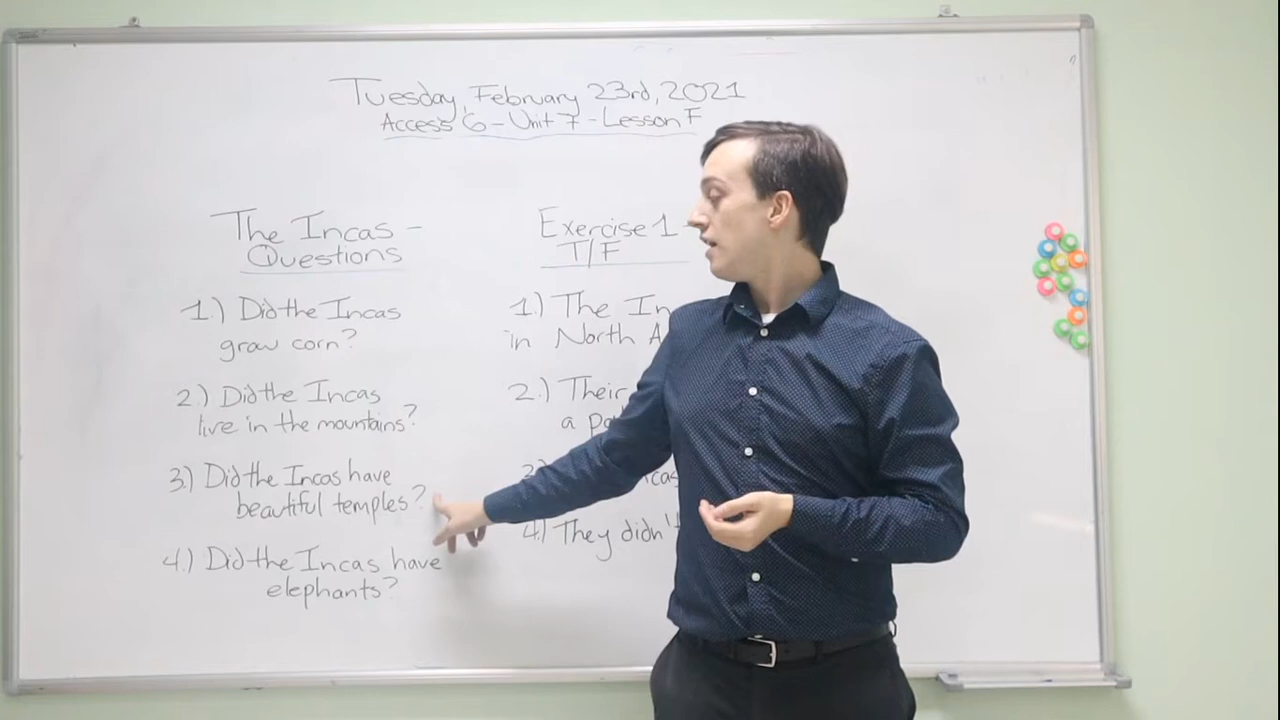 Tuesday, February 23rd, 2021
Access 6 - Unit 7 - Lesson F
The Incas -
Questions
1.) Did the Incas
grow corn?
2.) Did the Incas
live in the mountains?
3.) Did the Incas have
beautiful temples?
4.) Did the Incas have
elephants?
Exercise 1
T/F
1.) The In
in North A
2.) Their
a
4.) They didn't